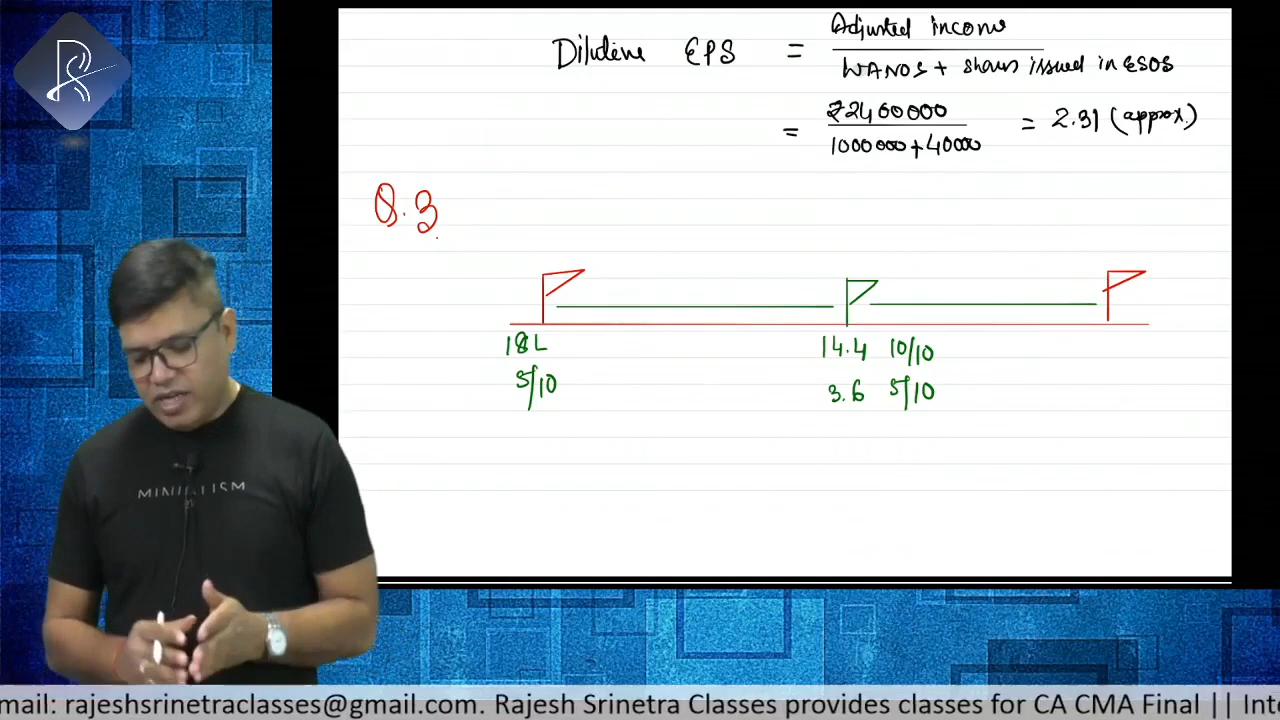 Dilutive EPS = Adjusted income
WANOS + shares issued in ESOS
= ₹2400000
1000000+40000
= 2.31 (approx.)
Q.3
18L 14.4 10/10
5/10 3.6 5/10
MINIMALISM
mail: rajeshsrinetraclasses@gmail.com. Rajesh Srinetra Classes provides classes for CA CMA Final || Inte